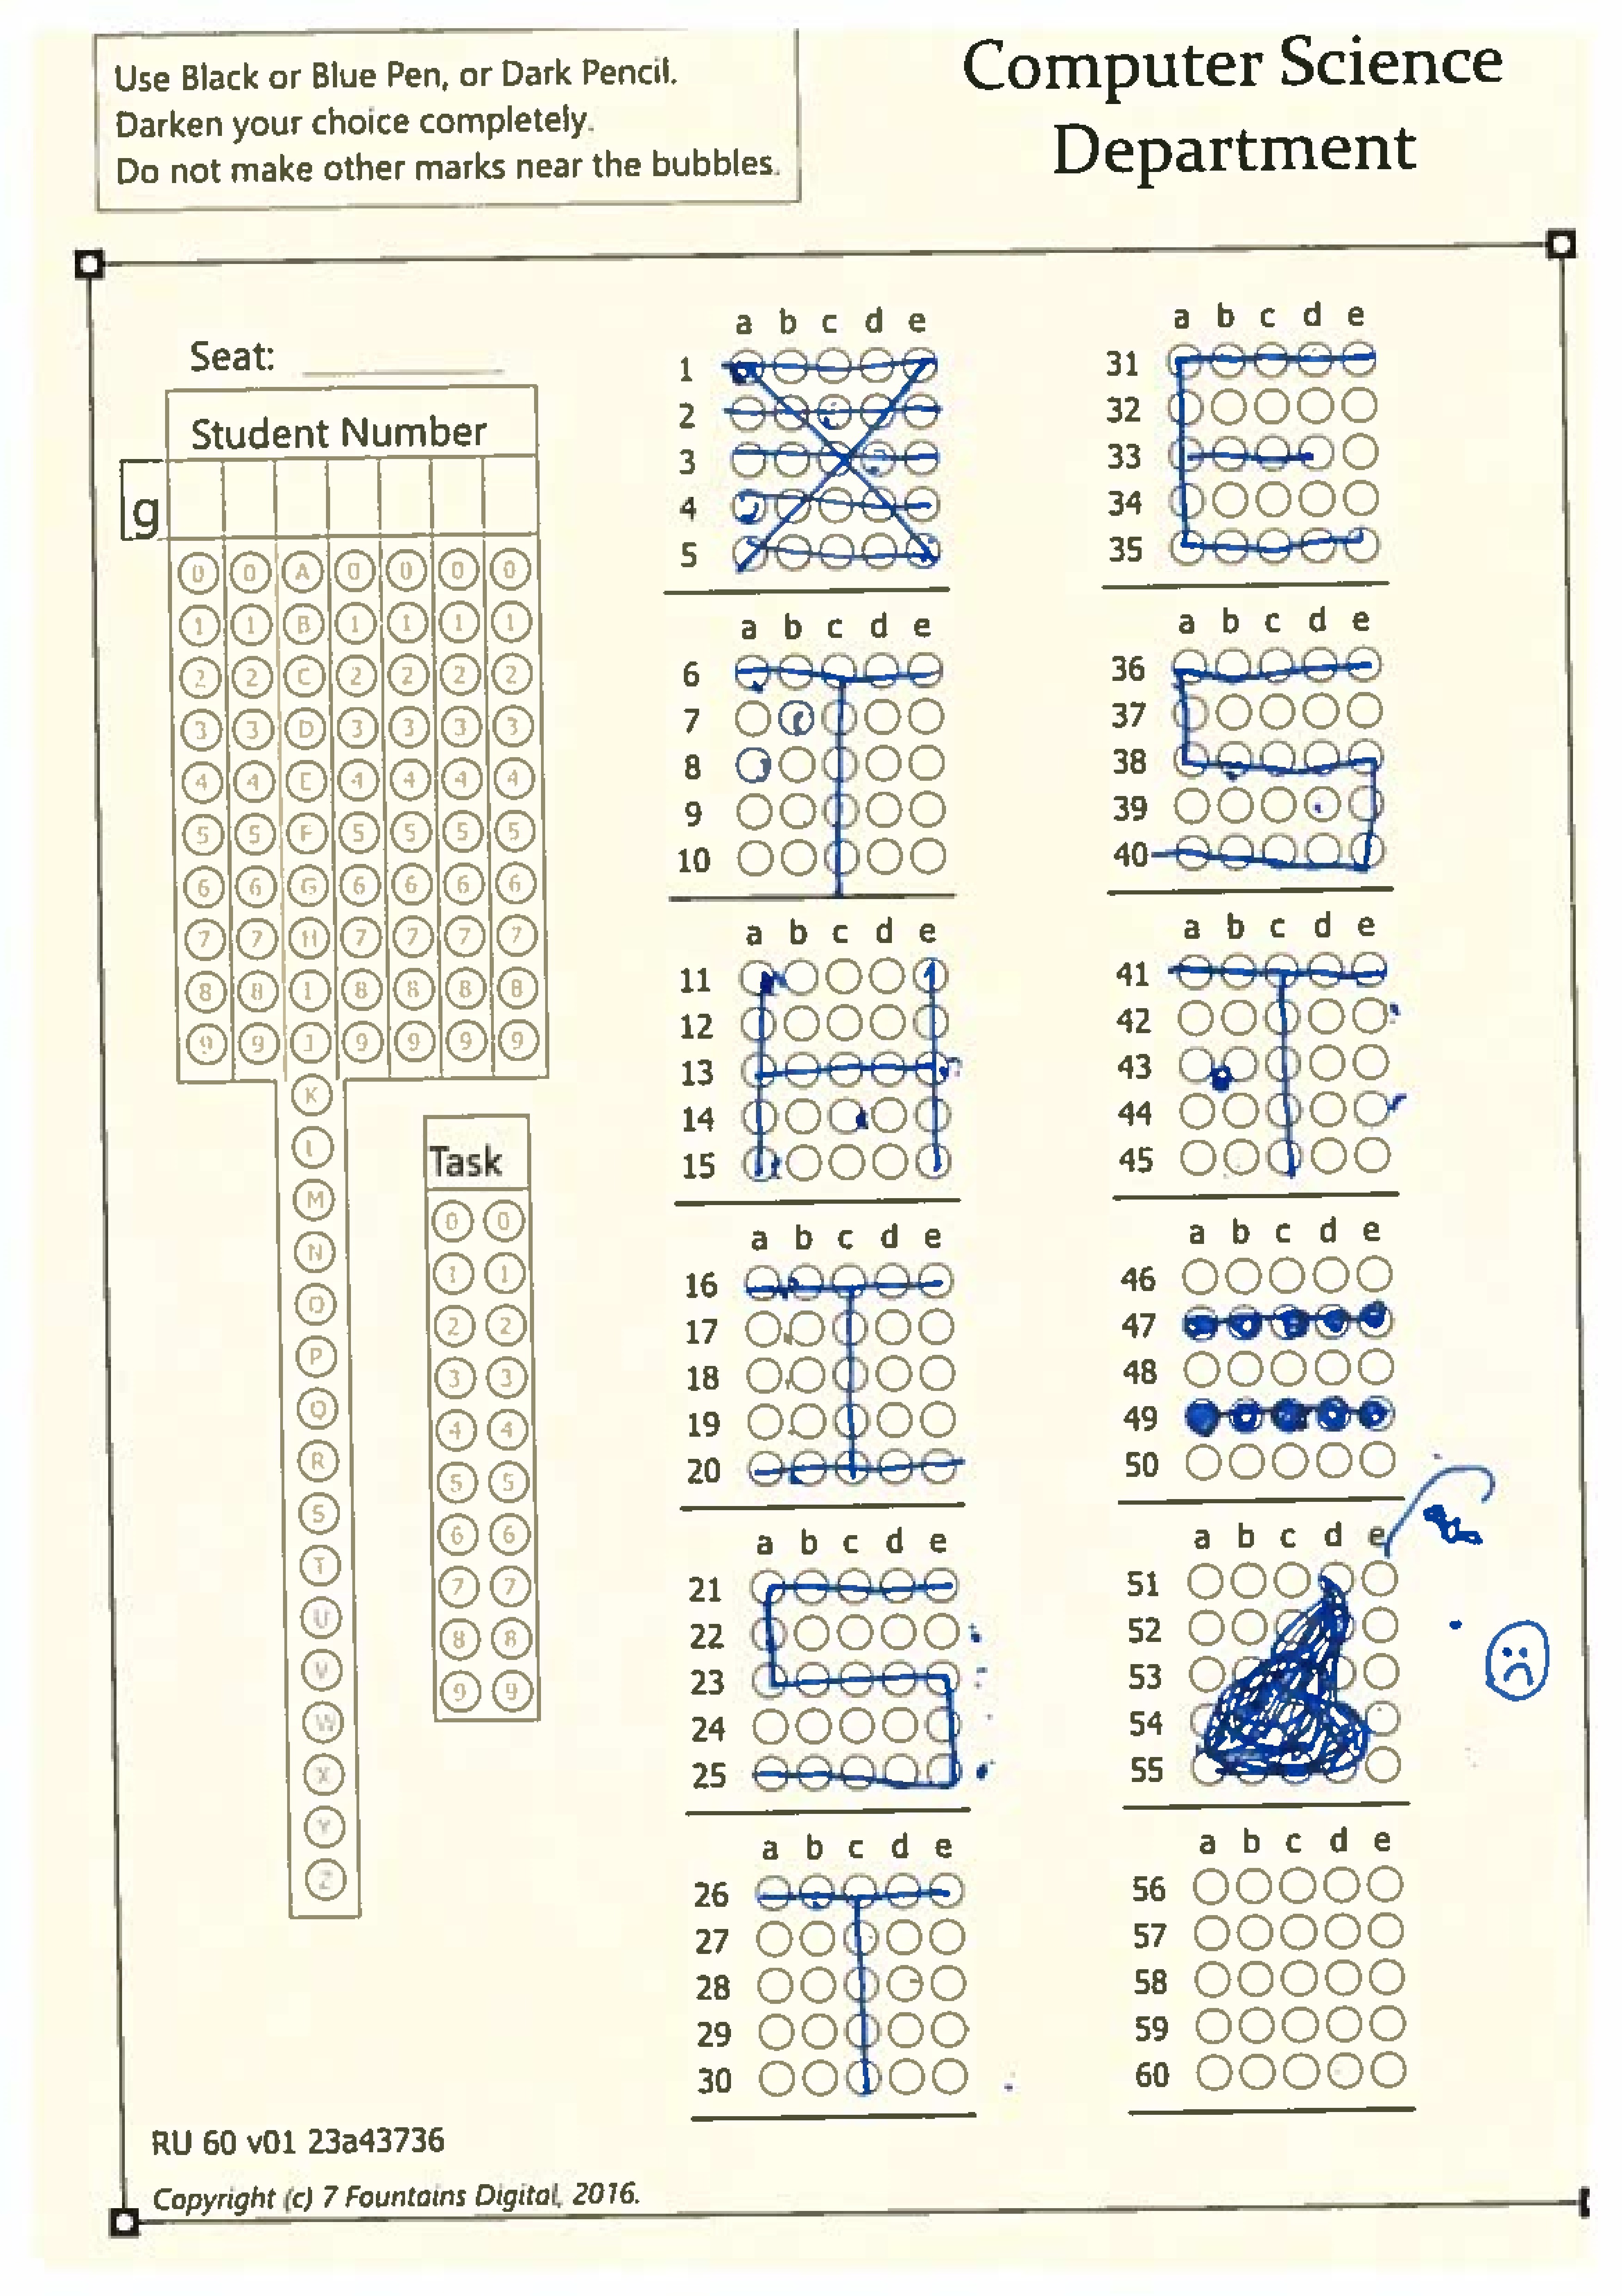 Use Black or Blue Pen, or Dark Pencil.
Darken your choice completely.
Do not make other marks near the bubbles.
Computer Science
Department
Seat:
Student Number
g
0 0 A 0 0 0 0
1 1 B 1 1 1 1
2 2 C 2 2 2 2
3 3 D 3 3 3 3
4 4 E 4 4 4 4
5 5 F 5 5 5 5
6 6 G 6 6 6 6
7 7 H 7 7 7 7
8 8 I 8 8 8 8
9 9 J 9 9 9 9
K
L
M
N
O
P
Q
R
S
T
U
V
W
X
Y
Z
Task
0 0
1 1
2 2
3 3
4 4
5 5
6 6
7 7
8 8
9 9
a b c d e
1
2
3
4
5
a b c d e
6
7
8
9
10
a b c d e
11
12
13
14
15
a b c d e
16
17
18
19
20
a b c d e
21
22
23
24
25
a b c d e
26
27
28
29
30
a b c d e
31
32
33
34
35
a b c d e
36
37
38
39
40
a b c d e
41
42
43
44
45
a b c d e
46
47
48
49
50
a b c d e
51
52
53
54
55
a b c d e
56
57
58
59
60
RU 60 v01 23a43736
Copyright (c) 7 Fountains Digital, 2016.